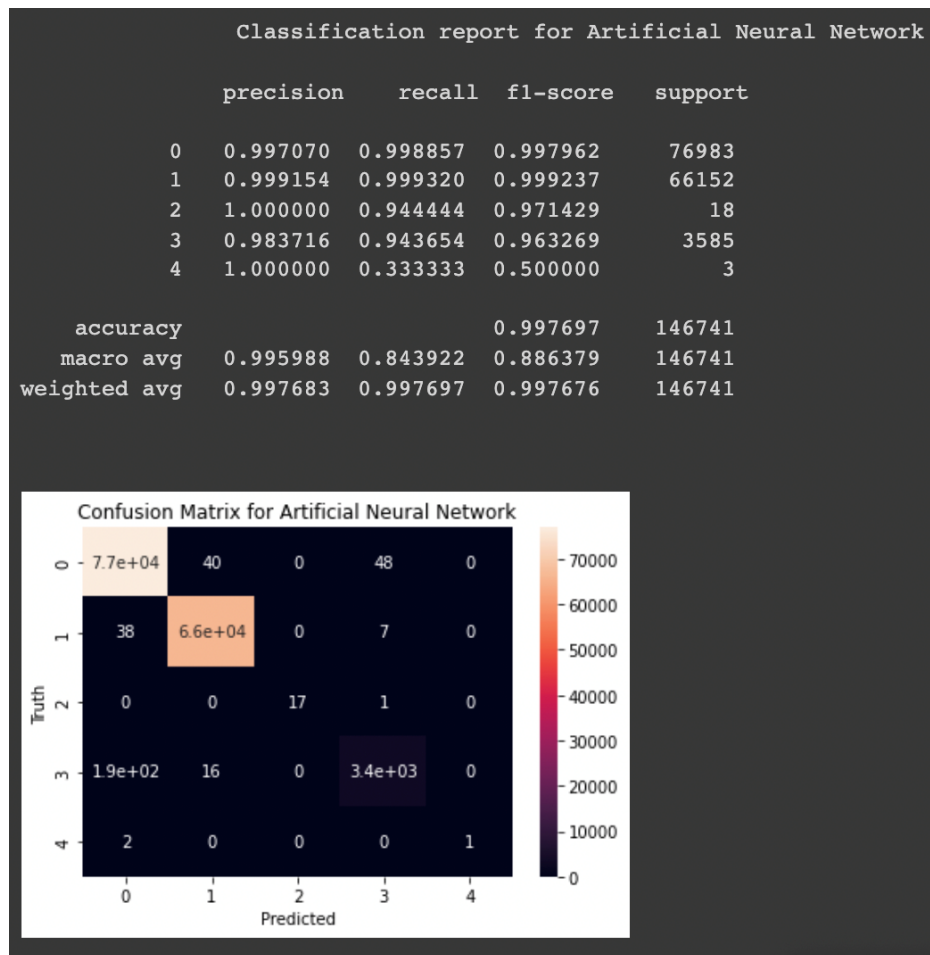 Classification report for Artificial Neural Network
precision recall f1-score support
0 0.997070 0.998857 0.997962 76983
1 0.999154 0.999320 0.999237 66152
2 1.000000 0.944444 0.971429 18
3 0.983716 0.943654 0.963269 3585
4 1.000000 0.333333 0.500000 3
accuracy 0.997697 146741
macro avg 0.995988 0.843922 0.886379 146741
weighted avg 0.997683 0.997697 0.997676 146741
Confusion Matrix for Artificial Neural Network
0 7.7e+04 40 0 48 0
1 38 6.6e+04 0 7 0
2 0 0 17 1 0
3 1.9e+02 16 0 3.4e+03 0
4 2 0 0 0 1
0 1 2 3 4
Predicted
Truth
70000
60000
50000
40000
30000
20000
10000
0